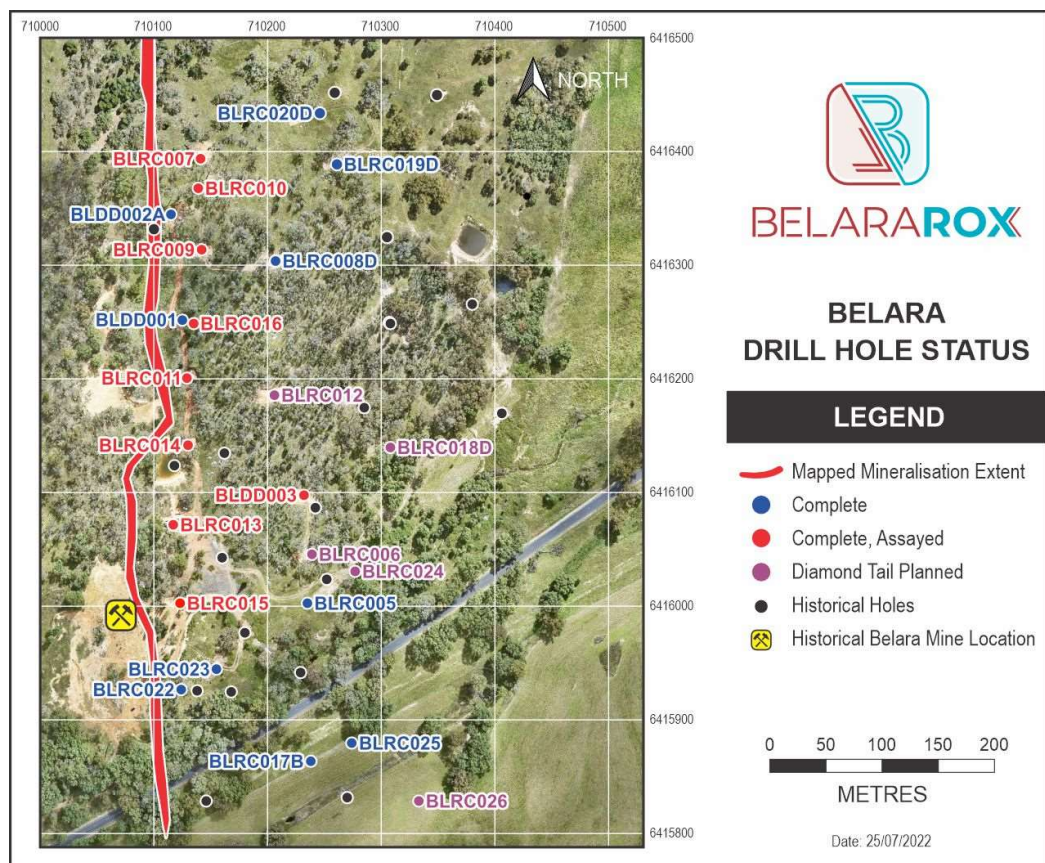 710000 710100 710200 710300 710400 710500
6416500
NORTH
BLRC020D
6416400
BLRC007
BLRC019D
BLRC010
BLDD002A
BLRC009
6416300
BLRC008D
BLDD001
BLRC016
BLRC011
6416200
BLRC012
BLRC014
BLRC018D
6416100
BLDD003
BLRC013
BLRC006
BLRC024
BLRC015
BLRC005
6416000
BLRC023
BLRC022
6415900
BLRC025
BLRC017B
BLRC026
6415800
BELARAROX
BELARA
DRILL HOLE STATUS
LEGEND
Mapped Mineralisation Extent
Complete
Complete, Assayed
Diamond Tail Planned
Historical Holes
Historical Belara Mine Location
0 50 100 150 200
METRES
Date: 25/07/2022